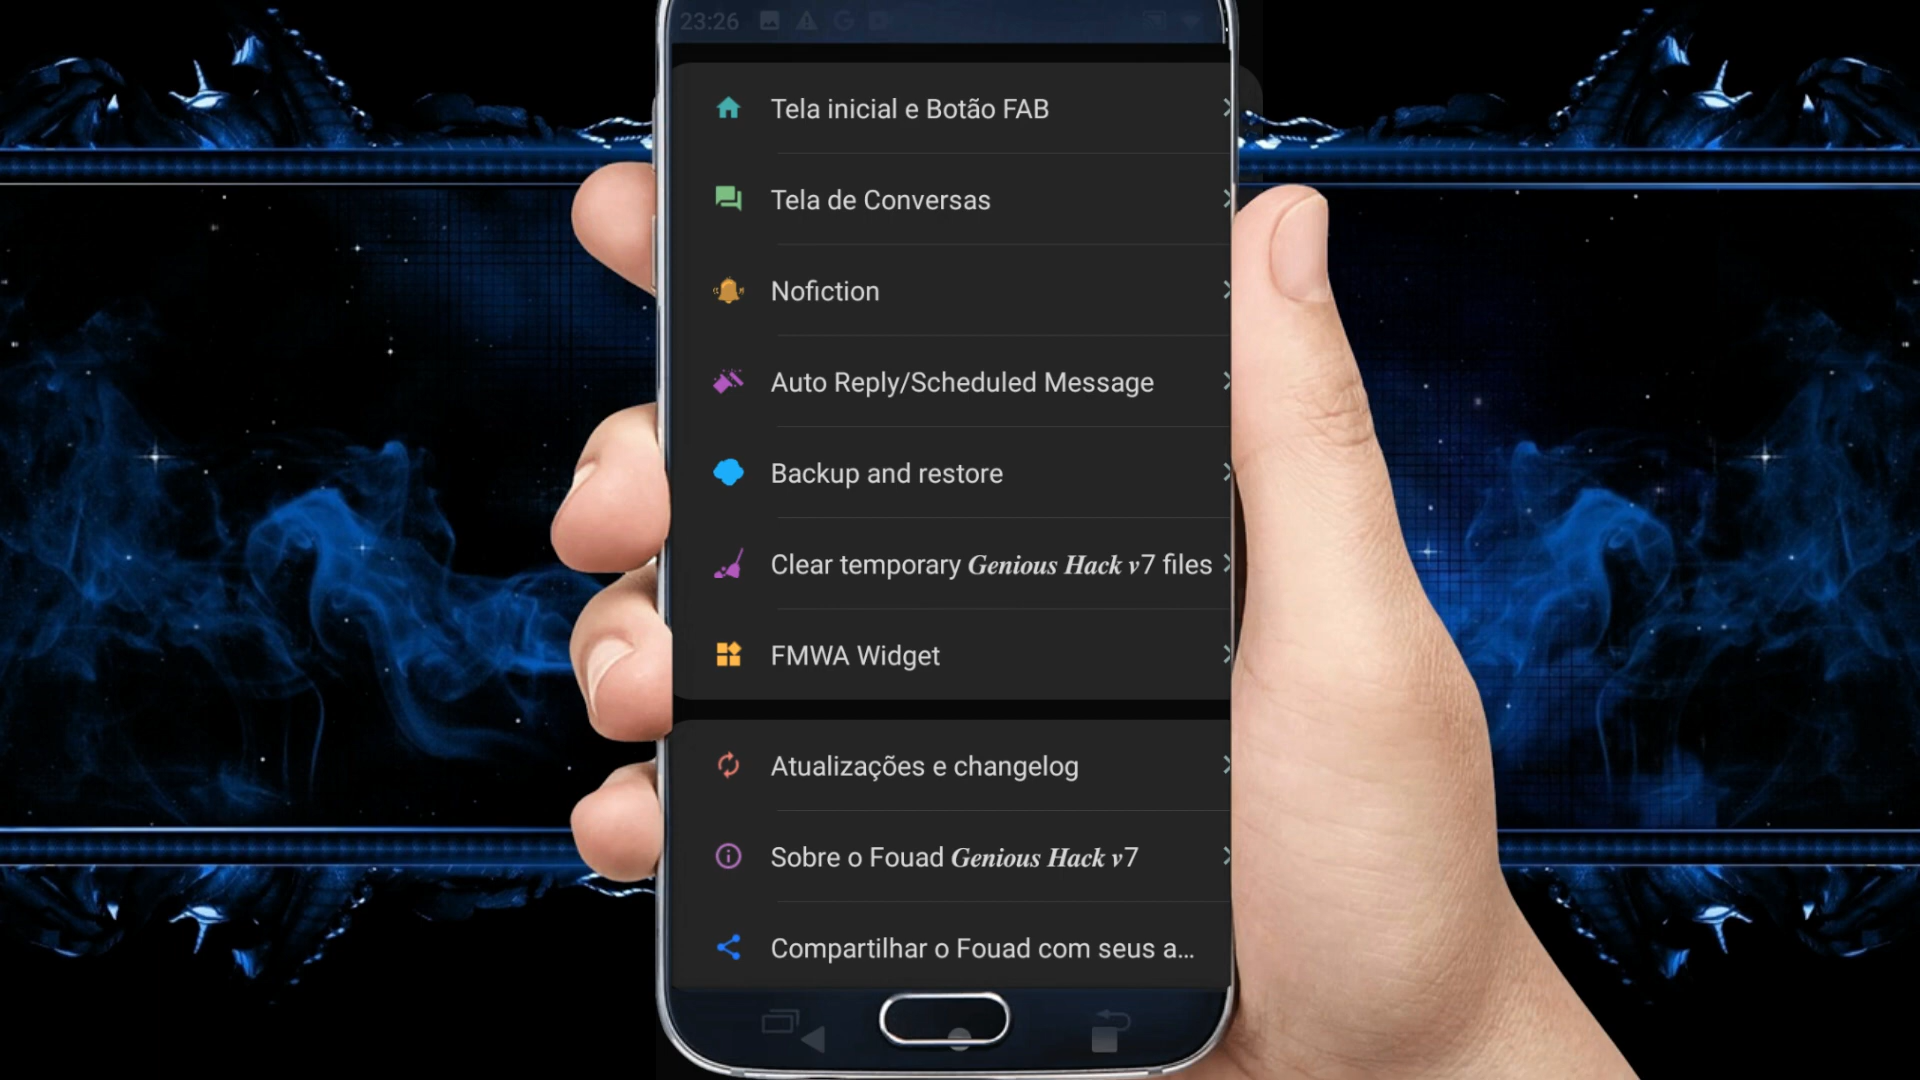 23:26
Tela inicial e Botão FAB
Tela de Conversas
Nofiction
Auto Reply/Scheduled Message
Backup and restore
Clear temporary Genious Hack v7 files
FMWA Widget
Atualizações e changelog
Sobre o Fouad Genious Hack v7
Compartilhar o Fouad com seus a...